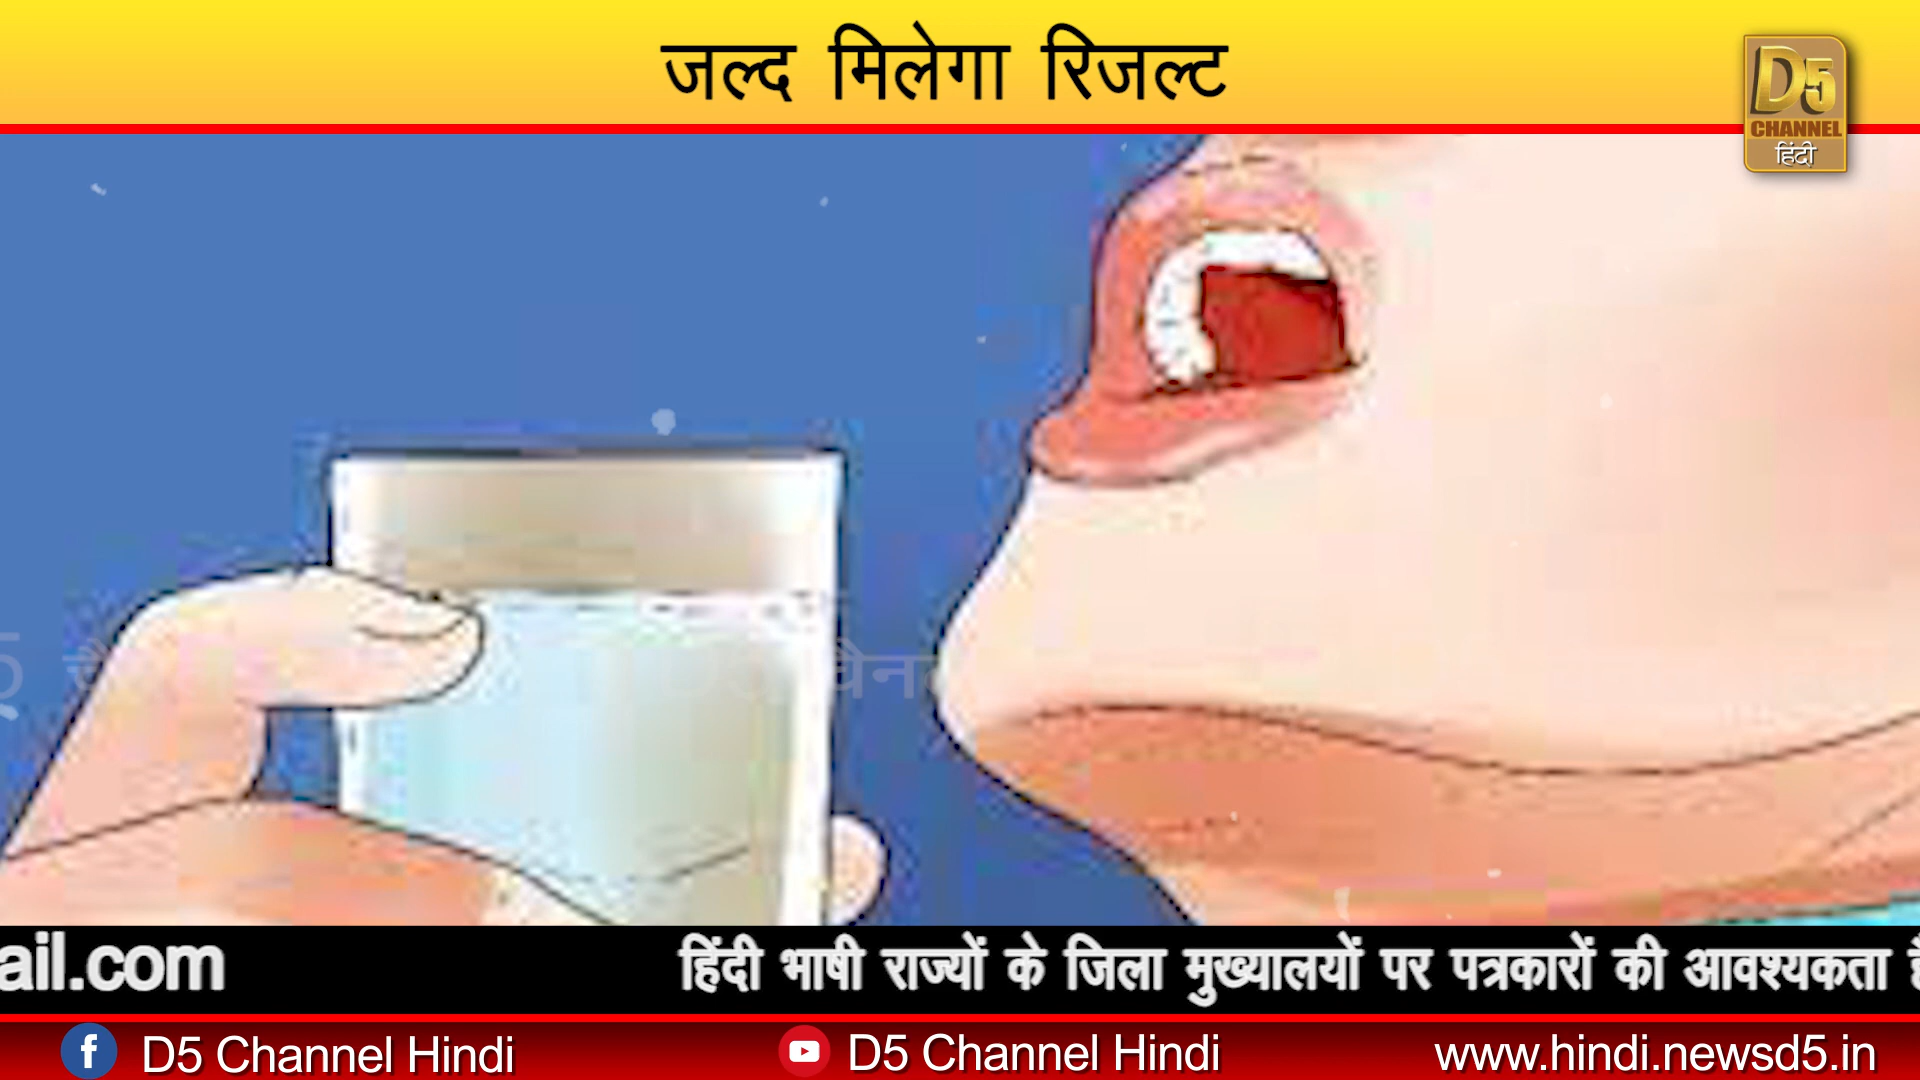 जल्द मिलेगा रिजल्ट
D5
CHANNEL
हिंदी
ail.com
हिंदी भाषी राज्यों के जिला मुख्यालयों पर पत्रकारों की आवश्यकता है
D5 Channel Hindi
D5 Channel Hindi
www.hindi.newsd5.in